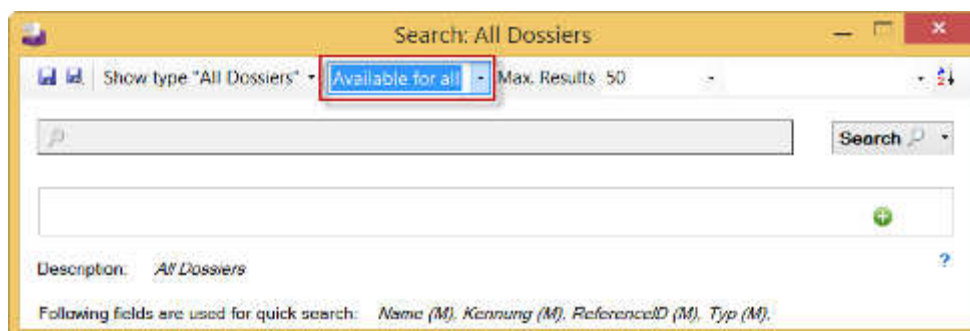 Search: All Dossiers
Show type "All Dossiers" Available for all Max. Results 50
Search
Description: All Dossiers
?
Following fields are used for quick search: Name (M), Kennung (M), ReferenceID (M), Typ (M),